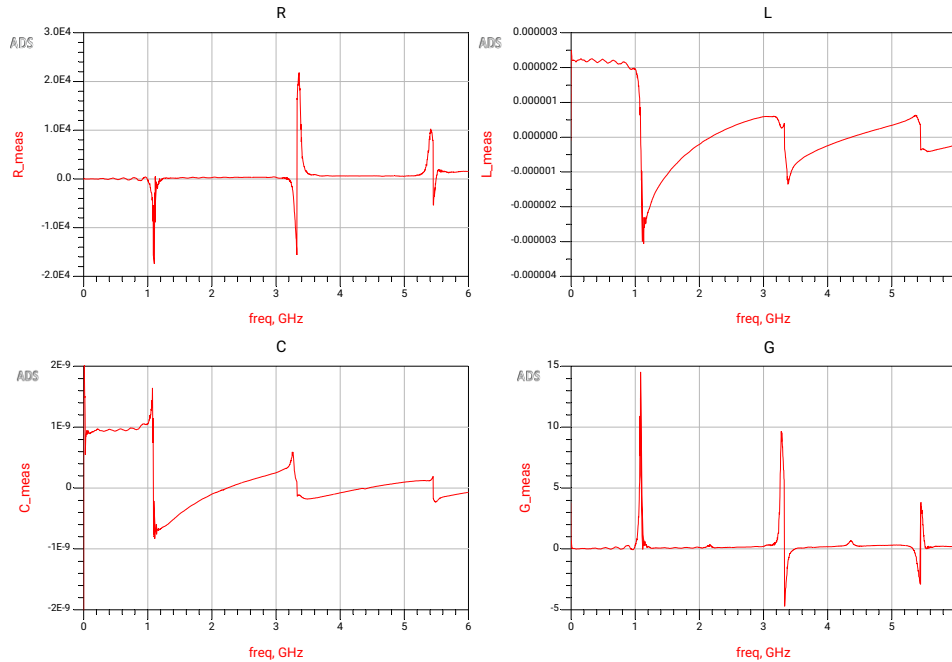 R
ADS
3.0E4
2.0E4
1.0E4
0.0
-1.0E4
-2.0E4
R_meas
0 1 2 3 4 5 6
freq, GHz
L
ADS
0.000003
0.000002
0.000001
0.000000
-0.000001
-0.000002
-0.000003
-0.000004
L_meas
0 1 2 3 4 5
freq, GHz
C
ADS
2E-9
1E-9
0
-1E-9
-2E-9
C_meas
0 1 2 3 4 5 6
freq, GHz
G
ADS
15
10
5
0
-5
G_meas
0 1 2 3 4 5
freq, GHz